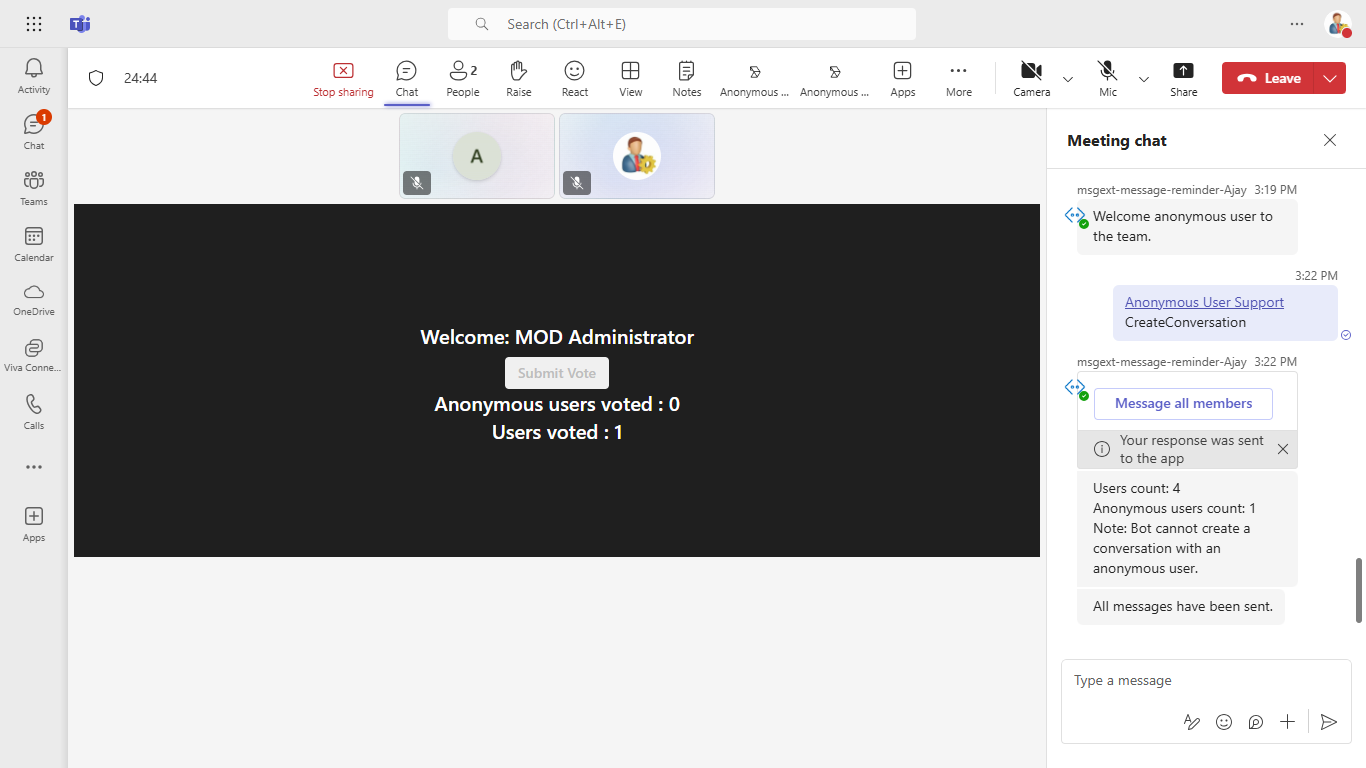 Search (Ctrl+Alt+E)
Activity
1
Chat
Teams
Calendar
OneDrive
Viva Conne...
Calls
Apps
24:44
Stop sharing
Chat
2
People
Raise
React
View
Notes
Anonymous ...
Anonymous ...
Apps
More
Camera
Mic
Share
Leave
A
Welcome: MOD Administrator
Submit Vote
Anonymous users voted : 0
Users voted : 1
Meeting chat
msgext-message-reminder-Ajay 3:19 PM
Welcome anonymous user to
the team.
3:22 PM
Anonymous User Support
CreateConversation
msgext-message-reminder-Ajay 3:22 PM
Message all members
Your response was sent
to the app
Users count: 4
Anonymous users count: 1
Note: Bot cannot create a
conversation with an
anonymous user.
All messages have been sent.
Type a message